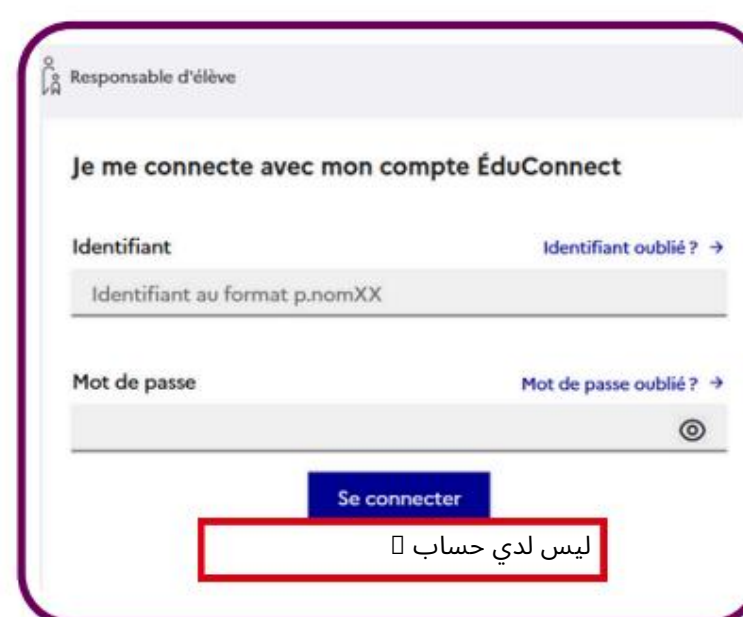 Responsable d'élève
Je me connecte avec mon compte ÉduConnect
Identifiant
Identifiant oublié ? →
Identifiant au format p.nomXX
Mot de passe
Mot de passe oublié ? →
Se connecter
ليس لدي حساب